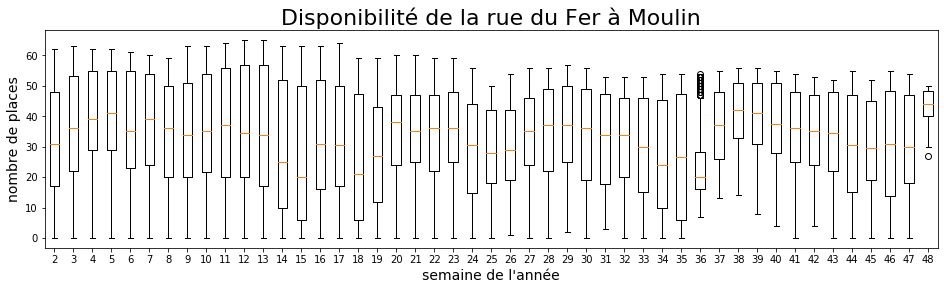 Disponibilité de la rue du Fer à Moulin
nombre de places
60
50
40
30
20
10
0
2 3 4 5 6 7 8 9 10 11 12 13 14 15 16 17 18 19 20 21 22 23 24 25 26 27 28 29 30 31 32 33 34 35 36 37 38 39 40 41 42 43 44 45 46 47 48
semaine de l'année